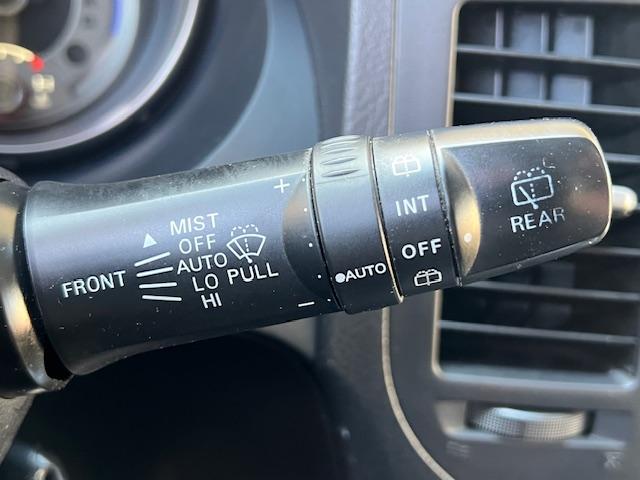 MIST
OFF
FRONT AUTO PULL
LO
HI
+
−
AUTO
INT
OFF
REAR